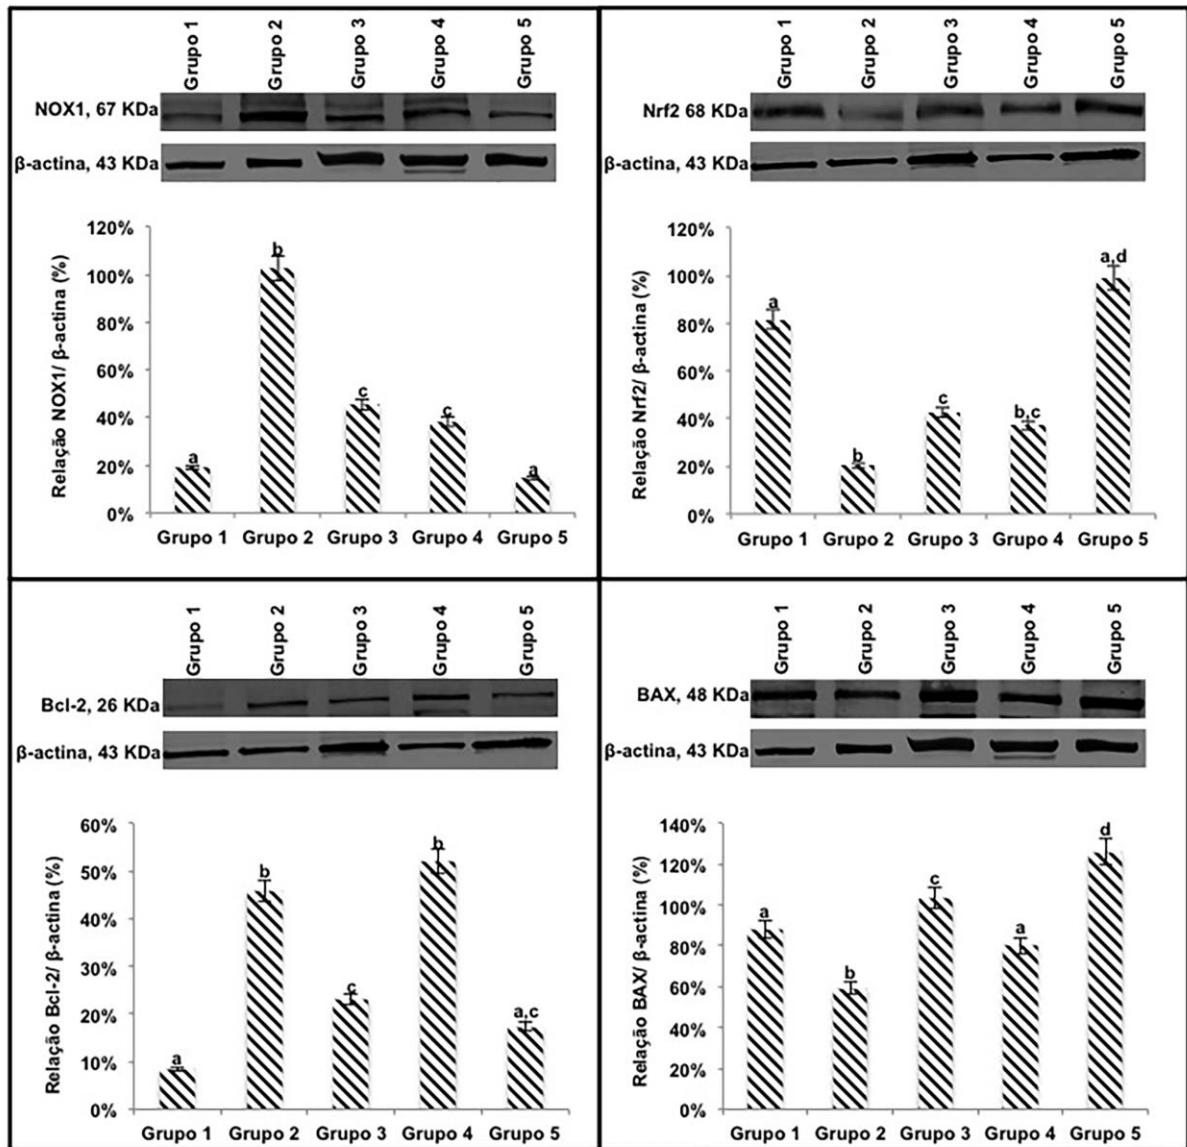 Grupo 1
Grupo 2
Grupo 3
Grupo 4
Grupo 5
NOX1, 67 KDa
β-actina, 43 KDa
Relação NOX1/ β-actina (%)
120%
100%
80%
60%
40%
20%
0%
a
b
c
c
a
Grupo 1 Grupo 2 Grupo 3 Grupo 4 Grupo 5
Grupo 1
Grupo 2
Grupo 3
Grupo 4
Grupo 5
Nrf2 68 KDa
β-actina, 43 KDa
Relação Nrf2/ β-actina (%)
120%
100%
80%
60%
40%
20%
0%
a
b
c
b,c
a,d
Grupo 1 Grupo 2 Grupo 3 Grupo 4 Grupo 5
Grupo 1
Grupo 2
Grupo 3
Grupo 4
Grupo 5
Bcl-2, 26 KDa
β-actina, 43 KDa
Relação Bcl-2/ β-actina (%)
60%
50%
40%
30%
20%
10%
0%
a
b
c
b
a,c
Grupo 1 Grupo 2 Grupo 3 Grupo 4 Grupo 5
Grupo 1
Grupo 2
Grupo 3
Grupo 4
Grupo 5
BAX, 48 KDa
β-actina, 43 KDa
Relação BAX/ β-actina (%)
140%
120%
100%
80%
60%
40%
20%
0%
a
b
c
a
d
Grupo 1 Grupo 2 Grupo 3 Grupo 4 Grupo 5